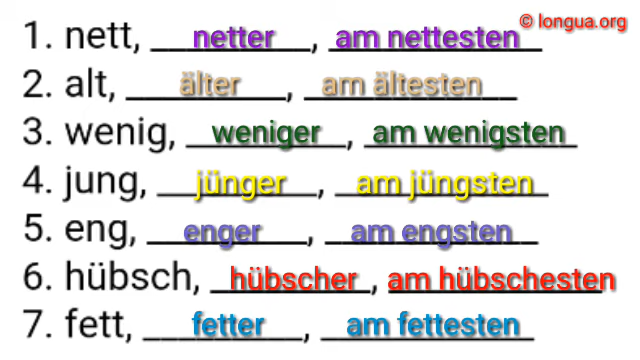 © longua.org
1. nett, netter, am nettesten
2. alt, älter, am ältesten
3. wenig, weniger, am wenigsten
4. jung, jünger, am jüngsten
5. eng, enger, am engsten
6. hübsch, hübscher, am hübschesten
7. fett, fetter, am fettesten